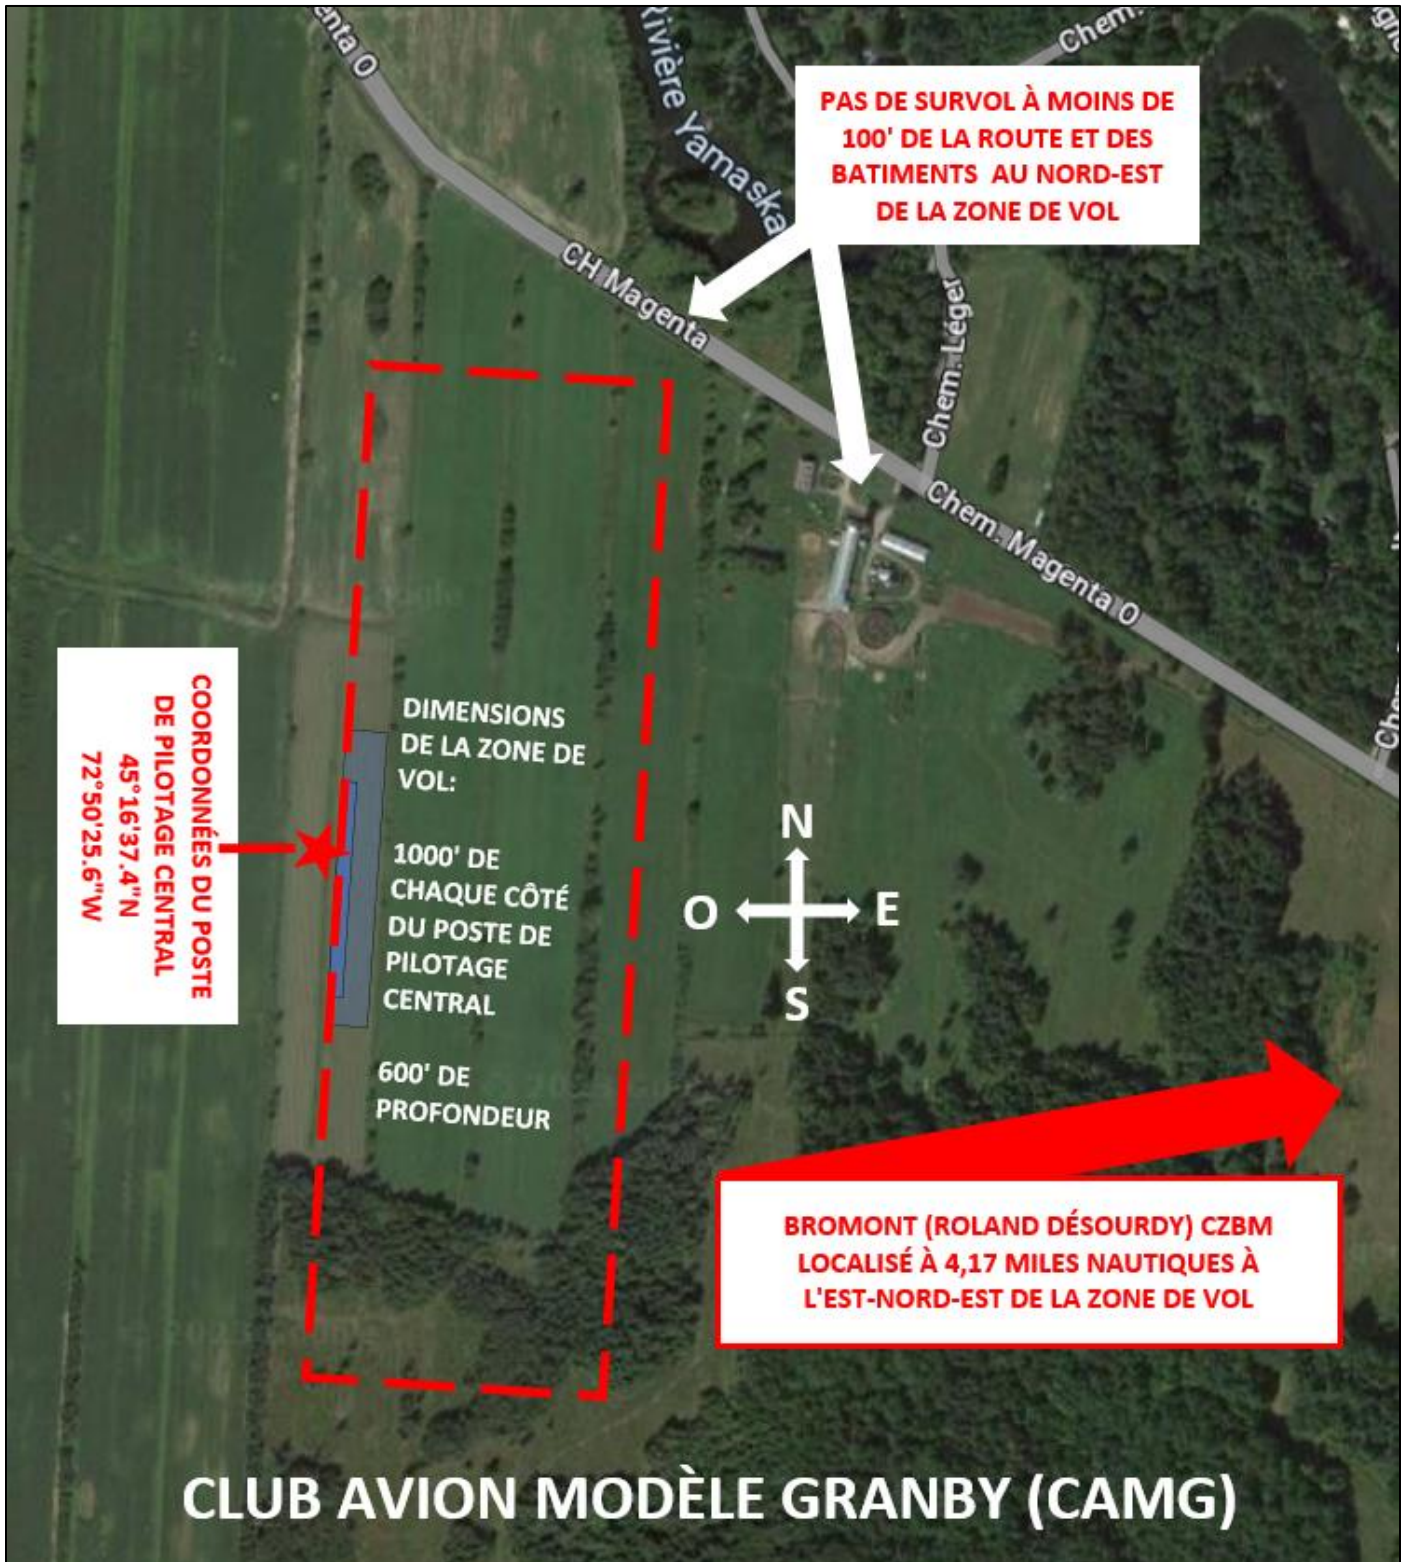 enta O
Rivière Yamaska
Chem.
PAS DE SURVOL À MOINS DE
100' DE LA ROUTE ET DES
BATIMENTS AU NORD-EST
DE LA ZONE DE VOL
CH Magenta
Chem. Léger
Chem. Magenta O
COORDONNÉES DU POSTE
DE PILOTAGE CENTRAL
45°16'37.4"N
72°50'25.6"W
DIMENSIONS
DE LA ZONE DE
VOL:
1000' DE
CHAQUE CÔTÉ
DU POSTE DE
PILOTAGE
CENTRAL
600' DE
PROFONDEUR
N
O
E
S
BROMONT (ROLAND DÉSOURDY) CZBM
LOCALISÉ À 4,17 MILES NAUTIQUES À
L'EST-NORD-EST DE LA ZONE DE VOL
CLUB AVION MODÈLE GRANBY (CAMG)